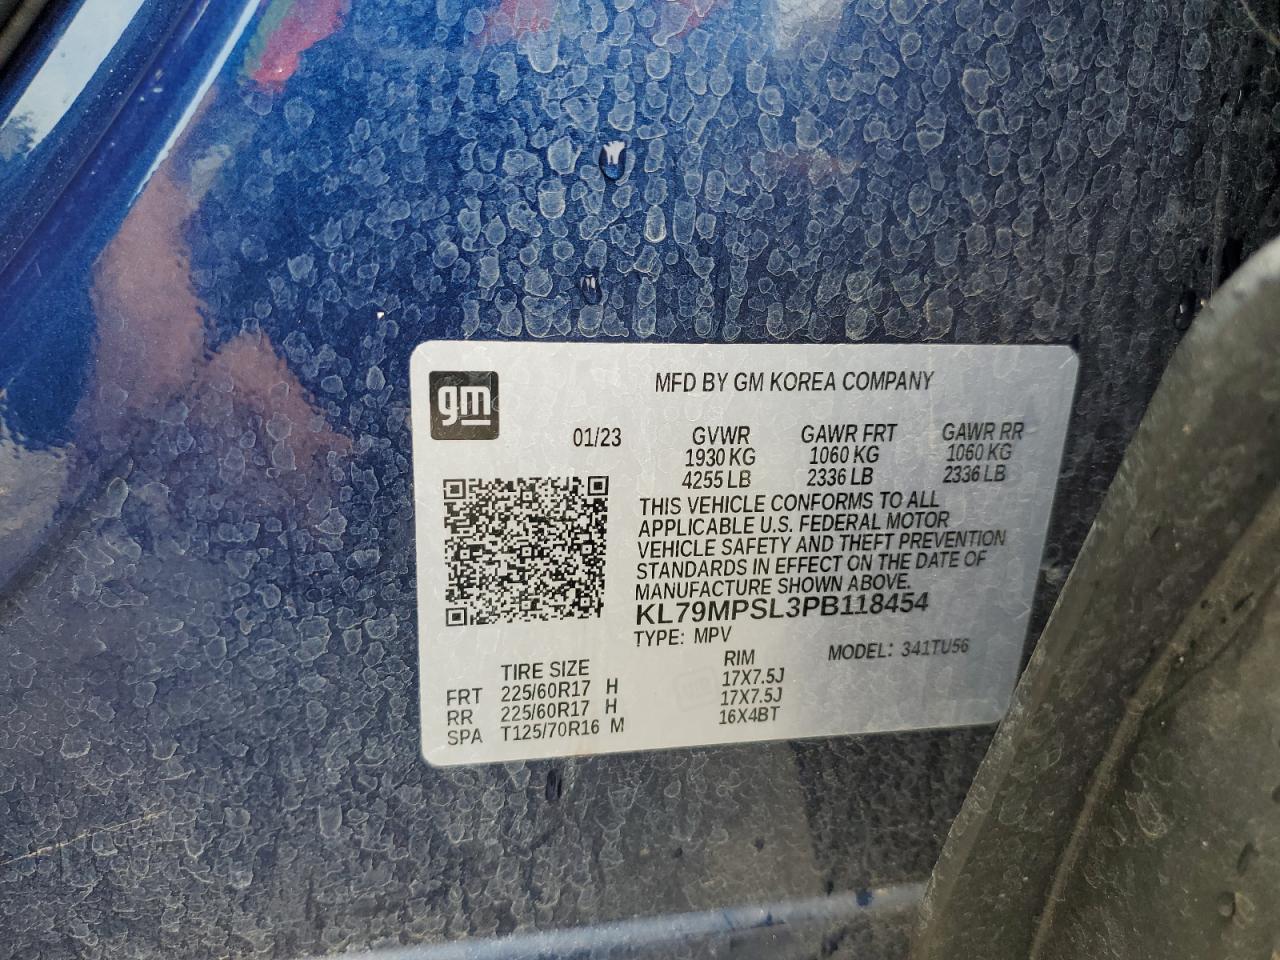 gm
MFD BY GM KOREA COMPANY
01/23 GVWR GAWR FRT GAWR RR
1930 KG 1060 KG 1060 KG
4255 LB 2336 LB 2336 LB
THIS VEHICLE CONFORMS TO ALL
APPLICABLE U.S. FEDERAL MOTOR
VEHICLE SAFETY AND THEFT PREVENTION
STANDARDS IN EFFECT ON THE DATE OF
MANUFACTURE SHOWN ABOVE.
KL79MPSL3PB118454
TYPE: MPV MODEL: 341TU56
TIRE SIZE RIM
FRT 225/60R17 H 17X7.5J
RR 225/60R17 H 17X7.5J
SPA T125/70R16 M 16X4BT